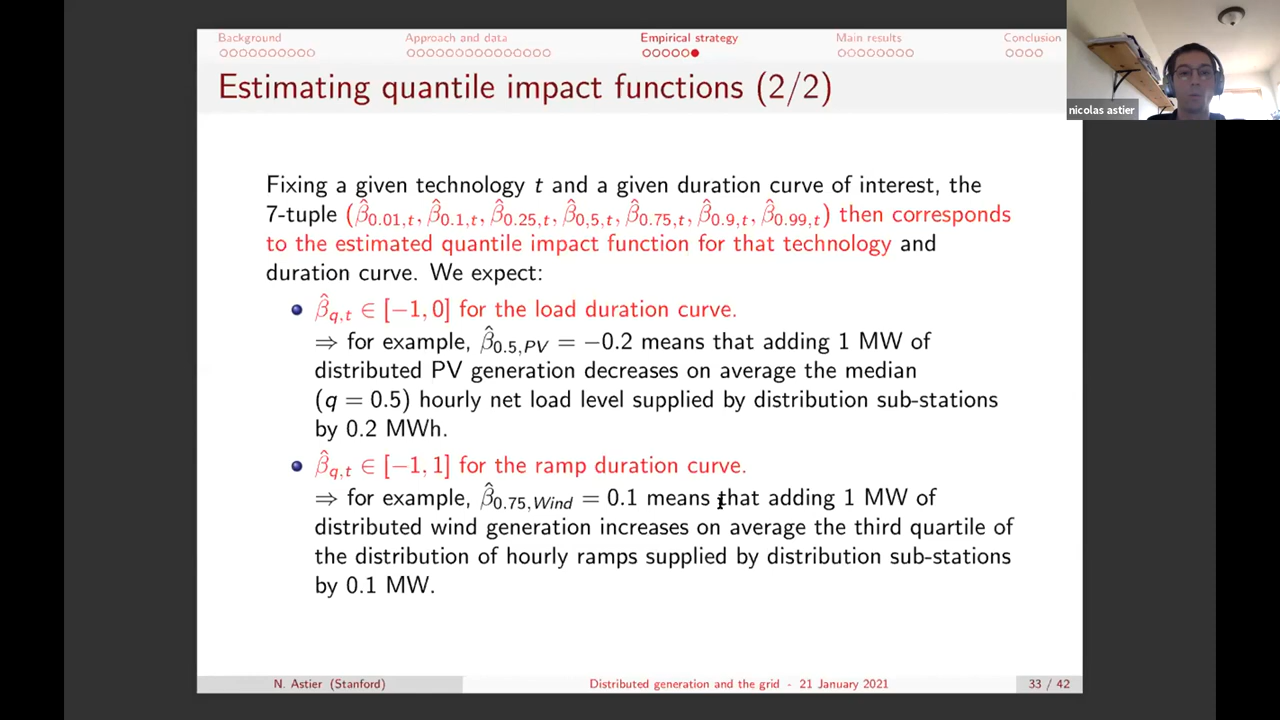 Background Approach and data Empirical strategy Main results Conclusion
Estimating quantile impact functions (2/2)
nicolas astier
Fixing a given technology t and a given duration curve of interest, the
7-tuple (β̂0.01,t, β̂0.1,t, β̂0.25,t, β̂0,5,t, β̂0.75,t, β̂0.9,t, β̂0.99,t) then corresponds
to the estimated quantile impact function for that technology and
duration curve. We expect:
β̂q,t ∈ [−1, 0] for the load duration curve.
⇒ for example, β̂0.5,PV = −0.2 means that adding 1 MW of
distributed PV generation decreases on average the median
(q = 0.5) hourly net load level supplied by distribution sub-stations
by 0.2 MWh.
β̂q,t ∈ [−1, 1] for the ramp duration curve.
⇒ for example, β̂0.75,Wind = 0.1 means that adding 1 MW of
distributed wind generation increases on average the third quartile of
the distribution of hourly ramps supplied by distribution sub-stations
by 0.1 MW.
N. Astier (Stanford) Distributed generation and the grid - 21 January 2021 33 / 42